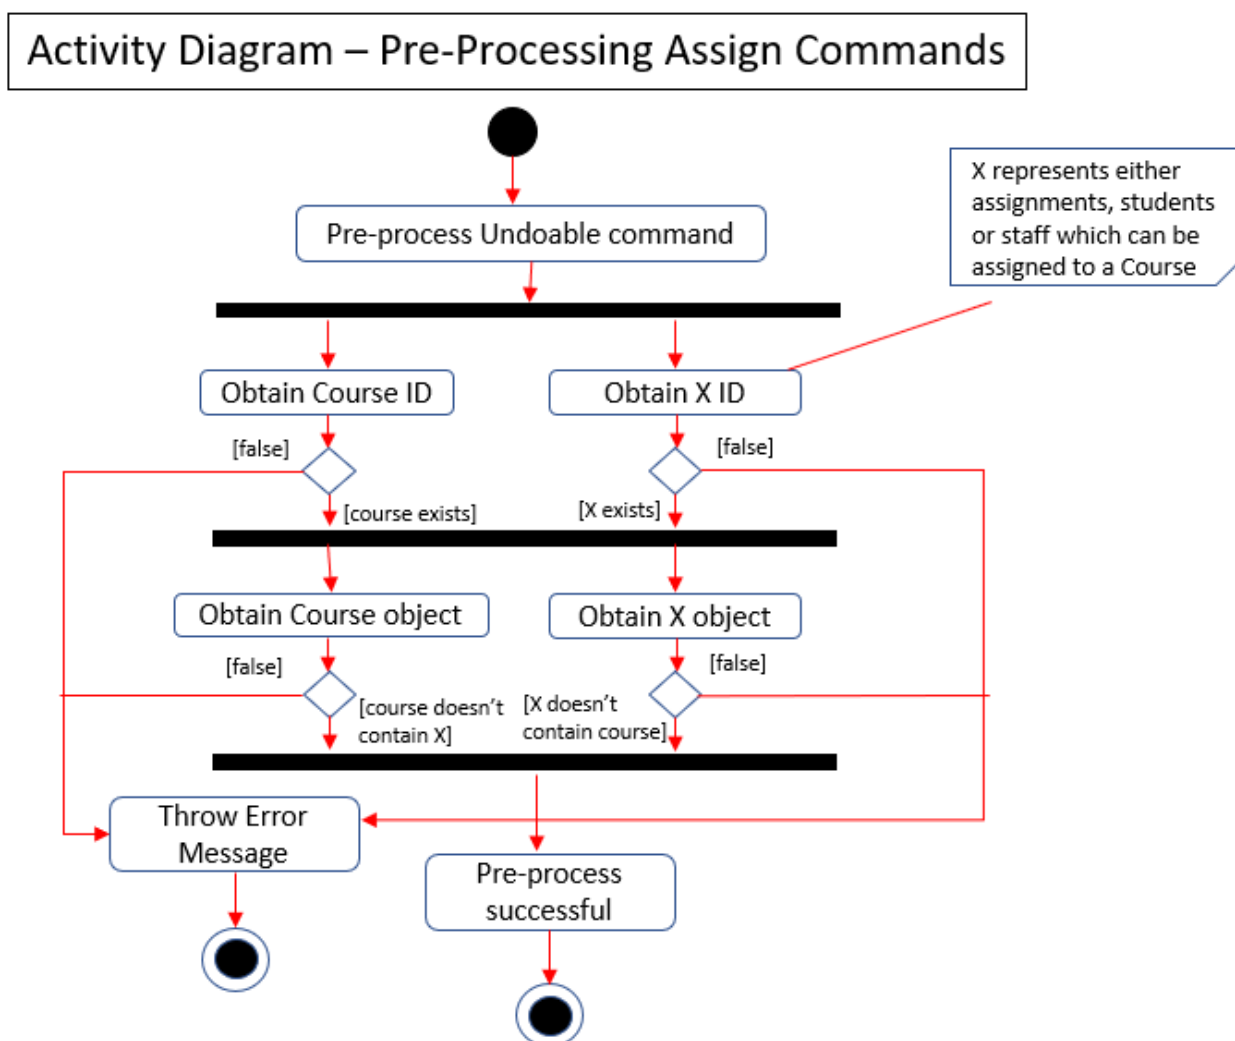 Activity Diagram – Pre-Processing Assign Commands
X represents either
assignments, students
or staff which can be
assigned to a Course
Pre-process Undoable command
Obtain Course ID
Obtain X ID
[false]
[false]
[course exists]
[X exists]
Obtain Course object
Obtain X object
[false]
[false]
[course doesn’t
contain X]
[X doesn’t
contain course]
Throw Error
Message
Pre-process
successful